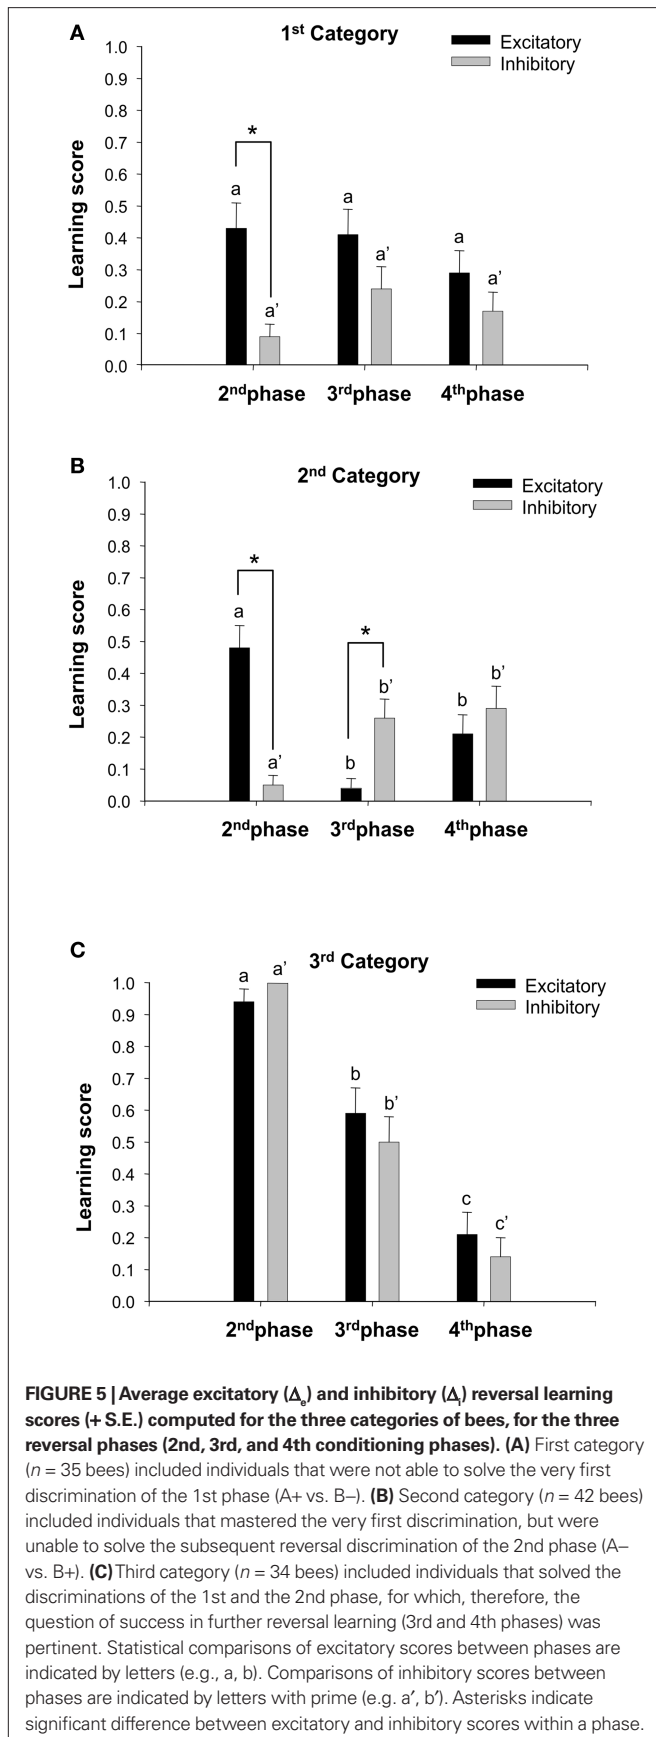 A
1st Category
Excitatory
Inhibitory
1.0
0.9
0.8
0.7
0.6
0.5
0.4
0.3
0.2
0.1
0.0
Learning score
*
a
a’
a
a’
a
a’
2ndphase 3rdphase 4thphase
B
2nd Category
Excitatory
Inhibitory
1.0
0.9
0.8
0.7
0.6
0.5
0.4
0.3
0.2
0.1
0.0
Learning score
*
a
a’
*
b
b’
b
b’
2ndphase 3rdphase 4thphase
C
3rd Category
Excitatory
Inhibitory
1.0
0.9
0.8
0.7
0.6
0.5
0.4
0.3
0.2
0.1
0.0
Learning score
a
a’
b
b’
c
c’
2ndphase 3rdphase 4thphase
FIGURE 5 | Average excitatory (Δe) and inhibitory (Δi) reversal learning
scores (+ S.E.) computed for the three categories of bees, for the three
reversal phases (2nd, 3rd, and 4th conditioning phases). (A) First category
(n = 35 bees) included individuals that were not able to solve the very first
discrimination of the 1st phase (A+ vs. B−). (B) Second category (n = 42 bees)
included individuals that mastered the very first discrimination, but were
unable to solve the subsequent reversal discrimination of the 2nd phase (A−
vs. B+). (C) Third category (n = 34 bees) included individuals that solved the
discriminations of the 1st and the 2nd phase, for which, therefore, the
question of success in further reversal learning (3rd and 4th phases) was
pertinent. Statistical comparisons of excitatory scores between phases are
indicated by letters (e.g., a, b). Comparisons of inhibitory scores between
phases are indicated by letters with prime (e.g. a′, b′). Asterisks indicate
significant difference between excitatory and inhibitory scores within a phase.